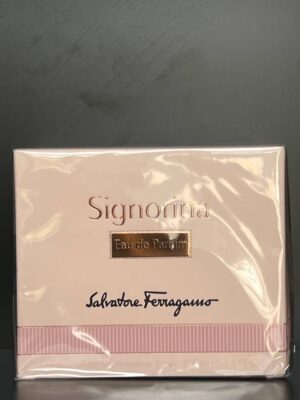 Signorina
Eau de Parfum
Salvatore Ferragamo